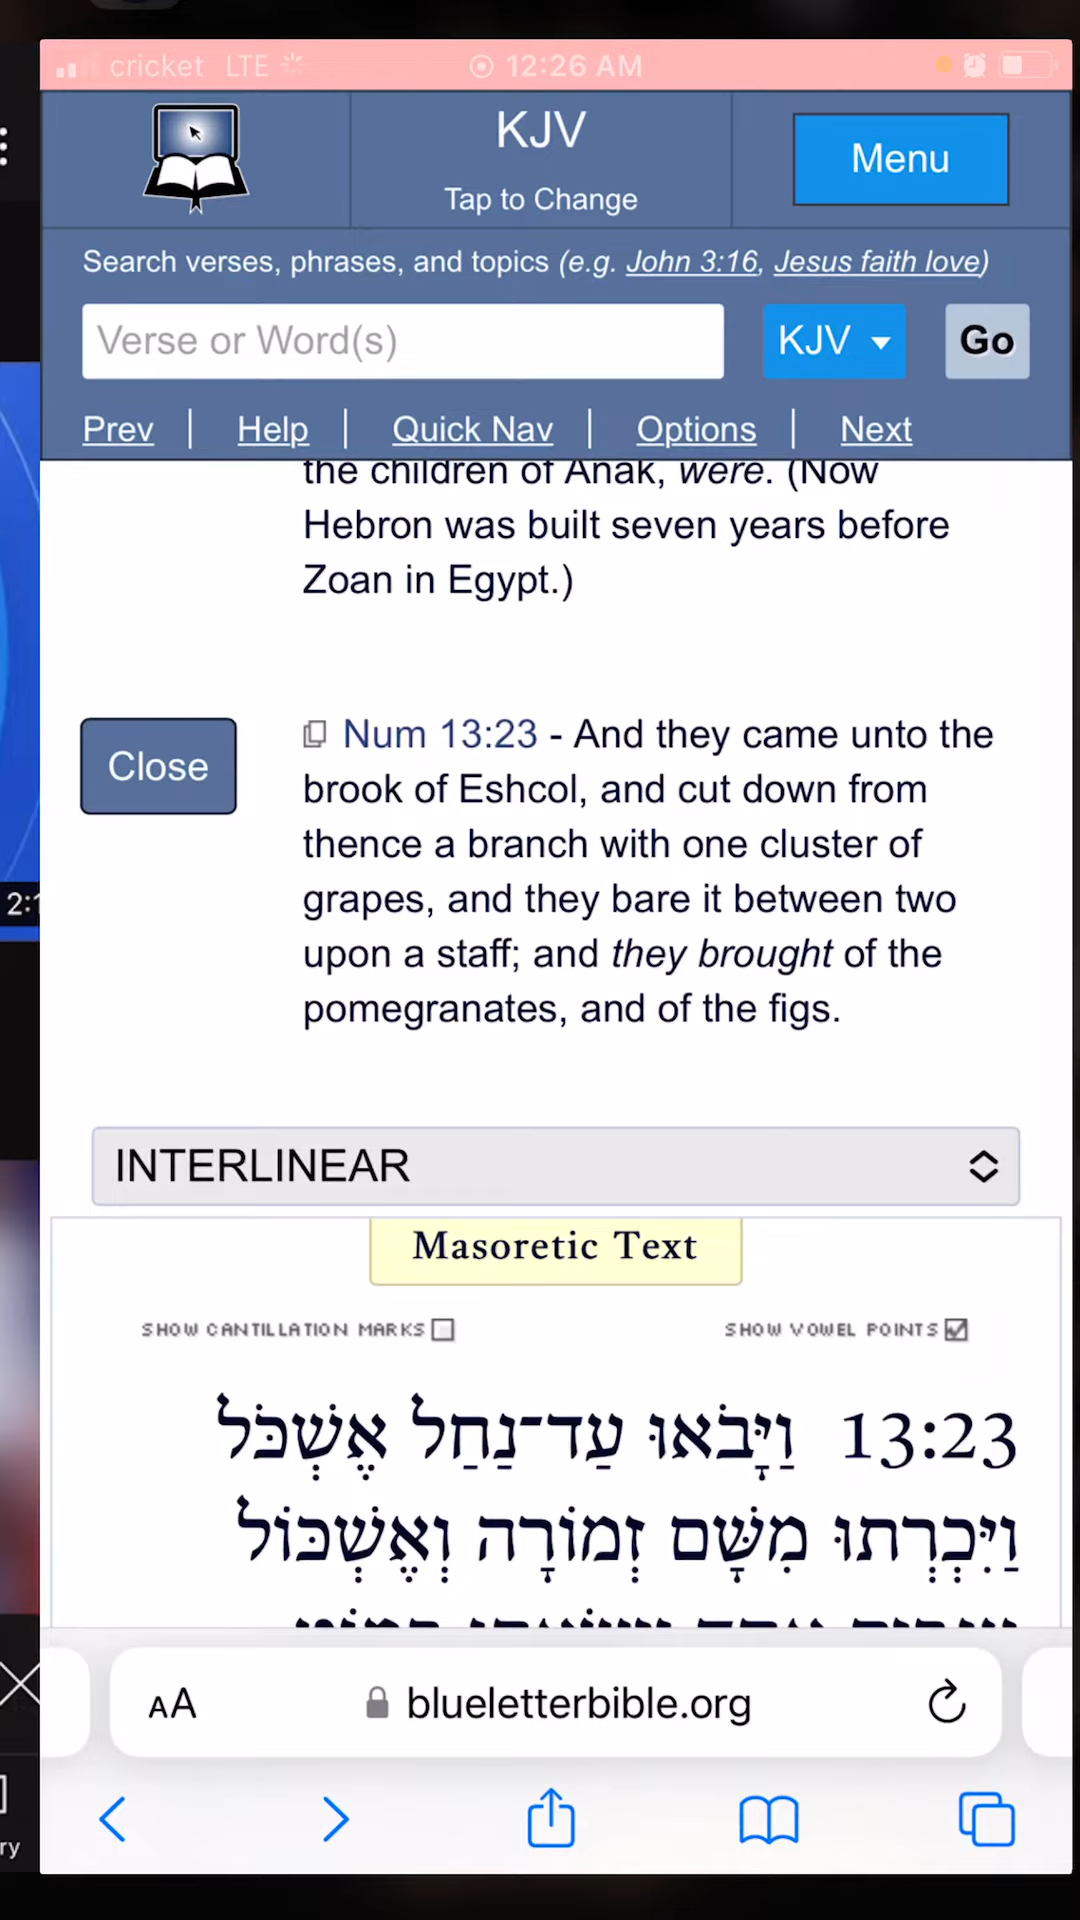 cricket LTE 12:26 AM
KJV
Tap to Change
Menu
Search verses, phrases, and topics (e.g. John 3:16, Jesus faith love)
Verse or Word(s)
KJV
Go
Prev | Help | Quick Nav | Options | Next
the children of Anak, were. (Now
Hebron was built seven years before
Zoan in Egypt.)
Close
Num 13:23 - And they came unto the
brook of Eshcol, and cut down from
thence a branch with one cluster of
grapes, and they bare it between two
upon a staff; and they brought of the
pomegranates, and of the figs.
INTERLINEAR
Masoretic Text
SHOW CANTILLATION MARKS
SHOW VOWEL POINTS
13:23 וַיָּבֹאוּ עַד־נַחַל אֶשְׁכֹּל
וַיִּכְרְתוּ מִשָּׁם זְמוֹרָה וְאֶשְׁכּוֹל
AA
blueletterbible.org